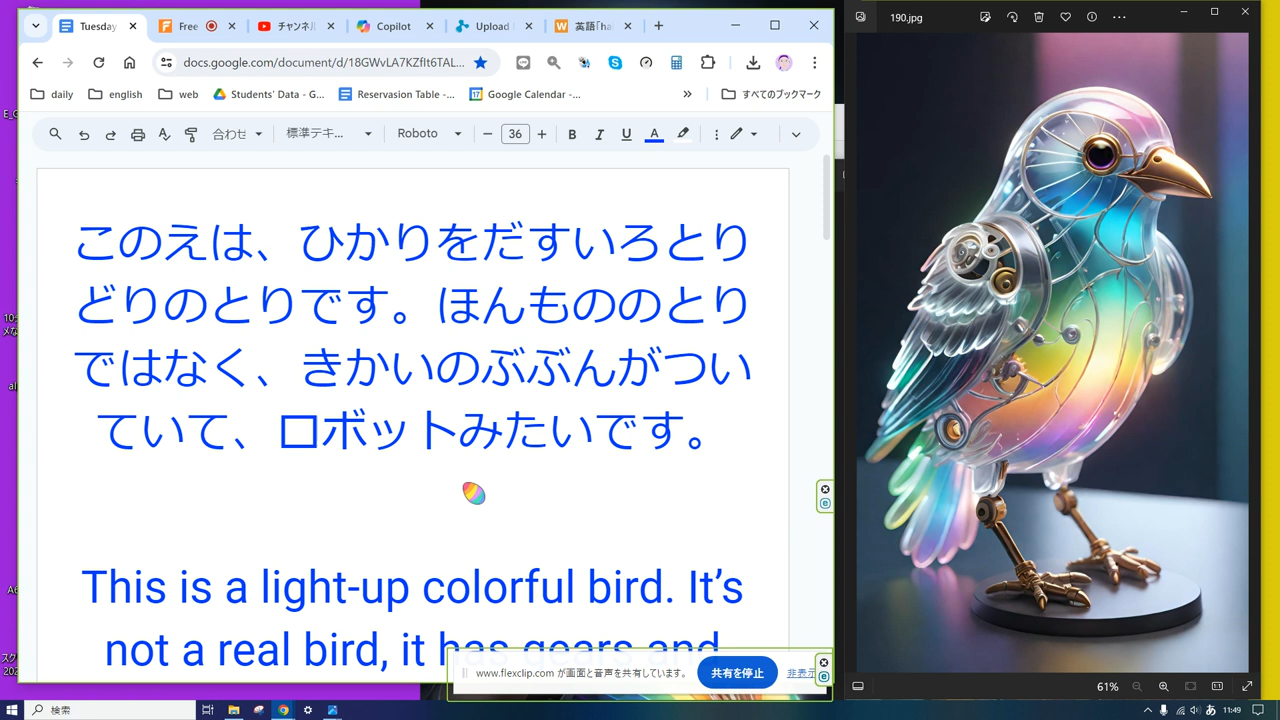 Tuesday
Free
チャンネル
Copilot
Upload
英語「has
docs.google.com/document/d/18GWvLA7KZfIt6TAL...
daily
english
web
Students' Data - G...
Reservasion Table -...
Google Calendar -...
すべてのブックマーク
合わせ
標準テキ...
Roboto
36
このえは、ひかりをだすいろとり
どりのとりです。ほんもののとり
ではなく、きかいのぶぶんがつい
ていて、ロボットみたいです。
This is a light-up colorful bird. It's
not a real bird, it has gears and
www.flexclip.com が画面と音声を共有しています。
共有を停止
非表示
190.jpg
61%
検索
あ
11:49